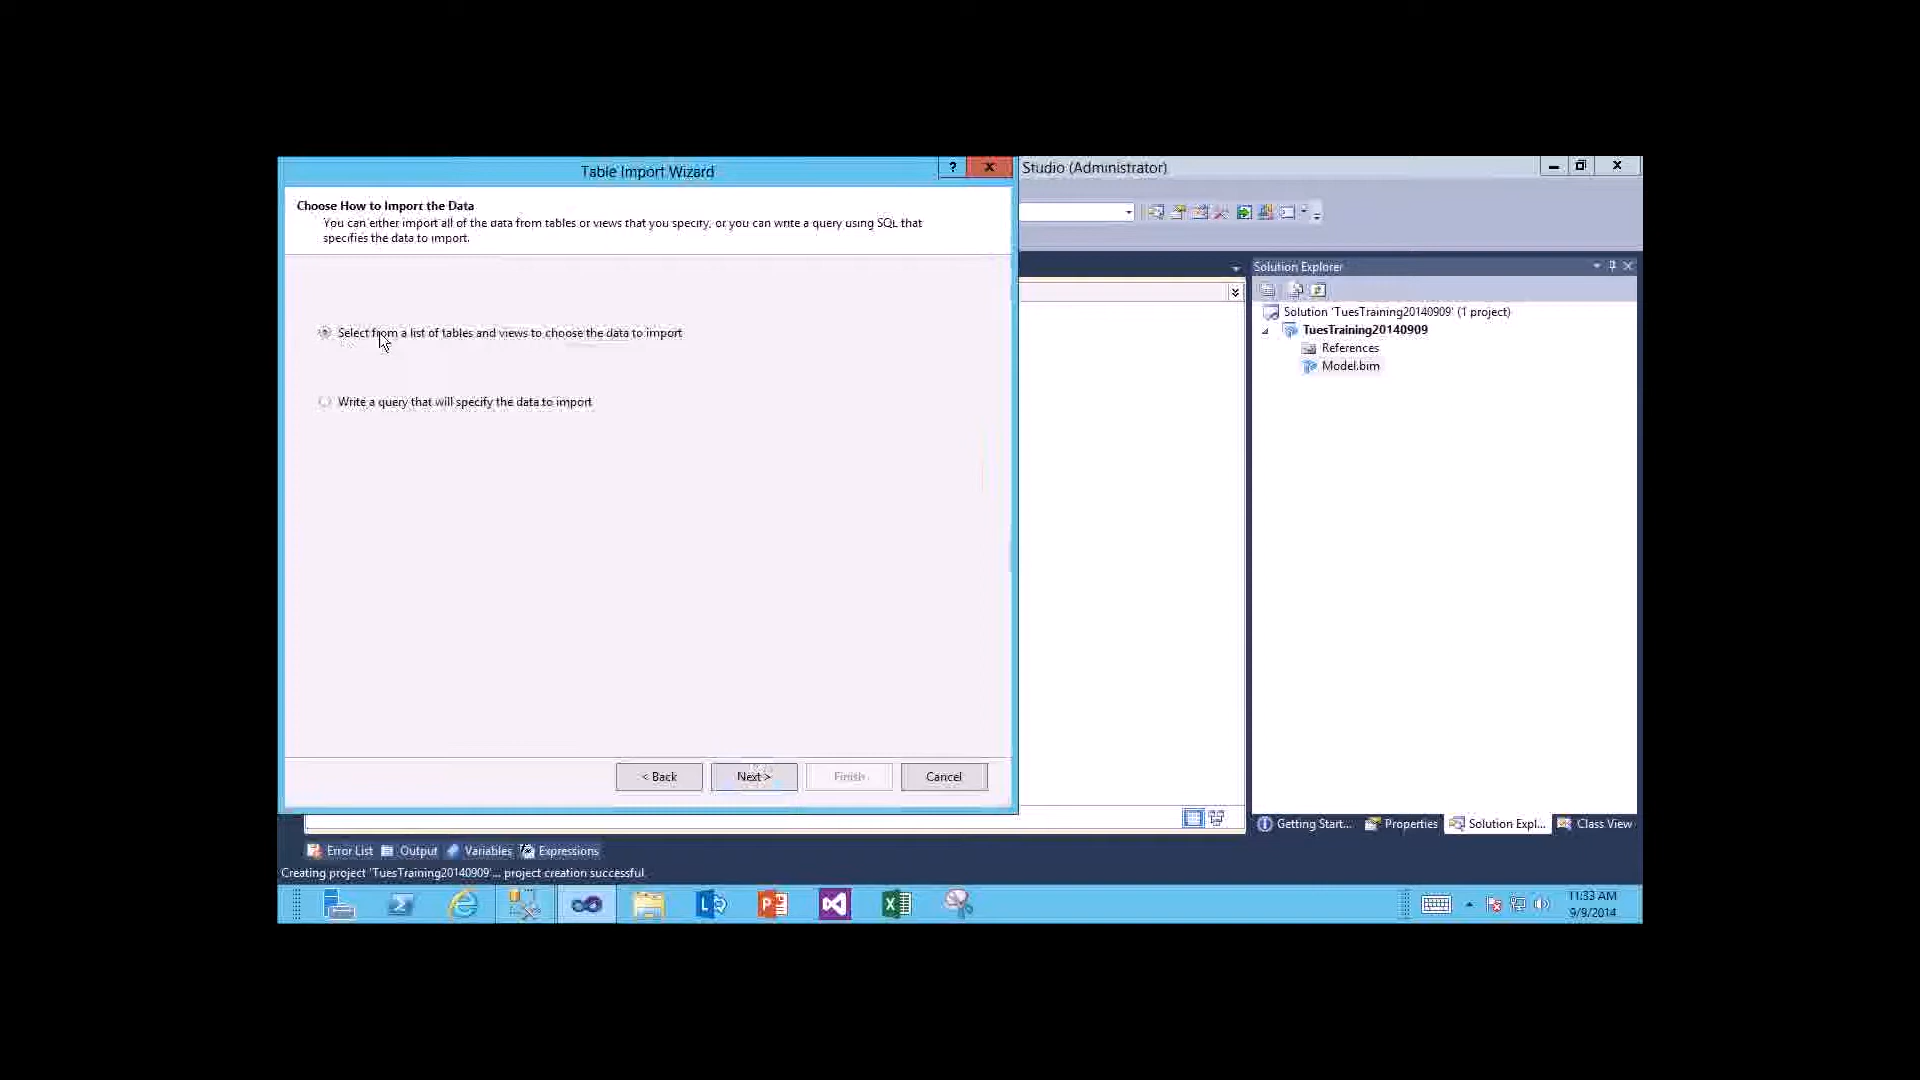 Table Import Wizard
?
Studio (Administrator)
Choose How to Import the Data
You can either import all of the data from tables or views that you specify, or you can write a query using SQL that
specifies the data to import.
Select from a list of tables and views to choose the data to import
Write a query that will specify the data to import
< Back
Next >
Finish
Cancel
Solution Explorer
Solution 'TuesTraining20140909' (1 project)
TuesTraining20140909
References
Model.bim
Getting Start...
Properties
Solution Expl...
Class View
Error List
Output
Variables
Expressions
Creating project 'TuesTraining20140909'... project creation successful.
11:33 AM
9/9/2014